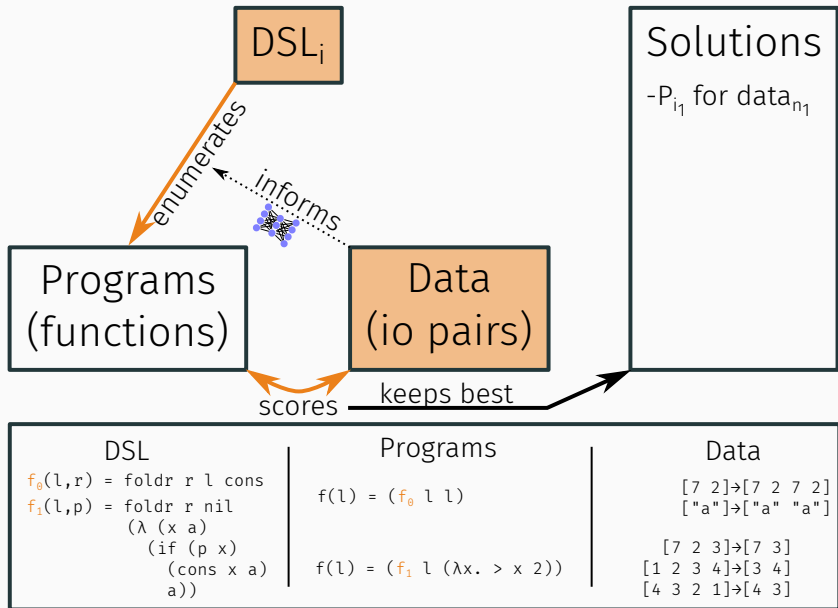 DSLᵢ
Solutions
-Pᵢ₁ for dataₙ₁
enumerates
informs
Programs
(functions)
Data
(io pairs)
scores
keeps best
DSL
f₀(l,r) = foldr r l cons
f₁(l,p) = foldr r nil
(λ (x a)
(if (p x)
(cons x a)
a))
Programs
f(l) = (f₀ l l)
f(l) = (f₁ l (λx. > x 2))
Data
[7 2]→[7 2 7 2]
["a"]→["a" "a"]
[7 2 3]→[7 3]
[1 2 3 4]→[3 4]
[4 3 2 1]→[4 3]